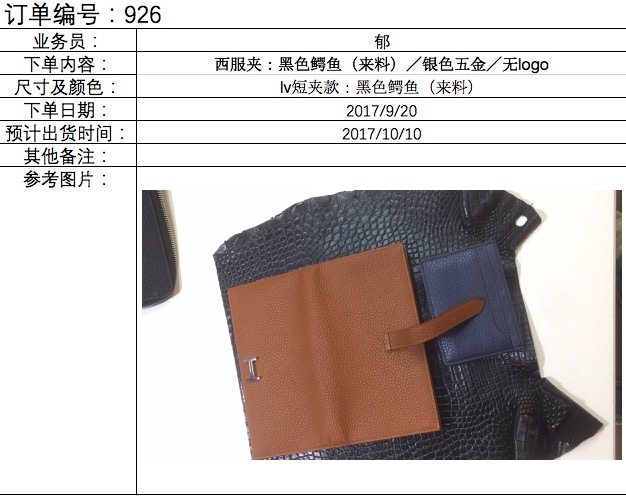 订单编号：926
业务员： 郁
下单内容： 西服夹：黑色鳄鱼（来料）／银色五金／无logo
尺寸及颜色： lv短夹款：黑色鳄鱼（来料）
下单日期： 2017/9/20
预计出货时间： 2017/10/10
其他备注：
参考图片：